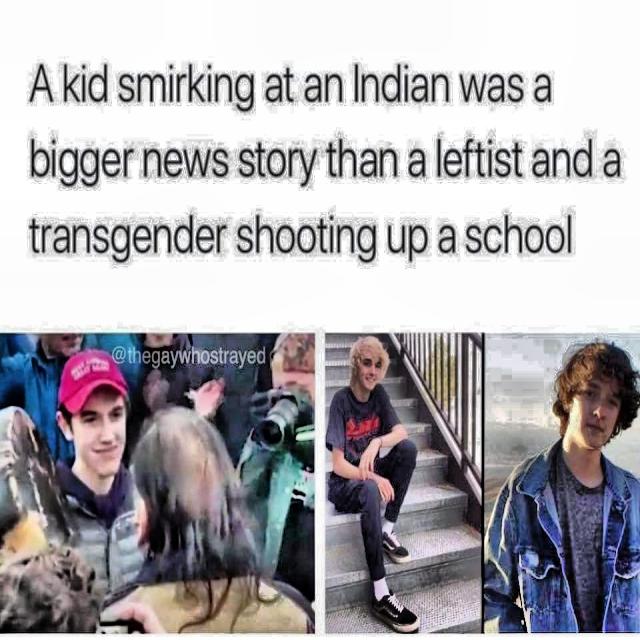 A kid smirking at an Indian was a
bigger news story than a leftist and a
transgender shooting up a school
@thegaywhostrayed